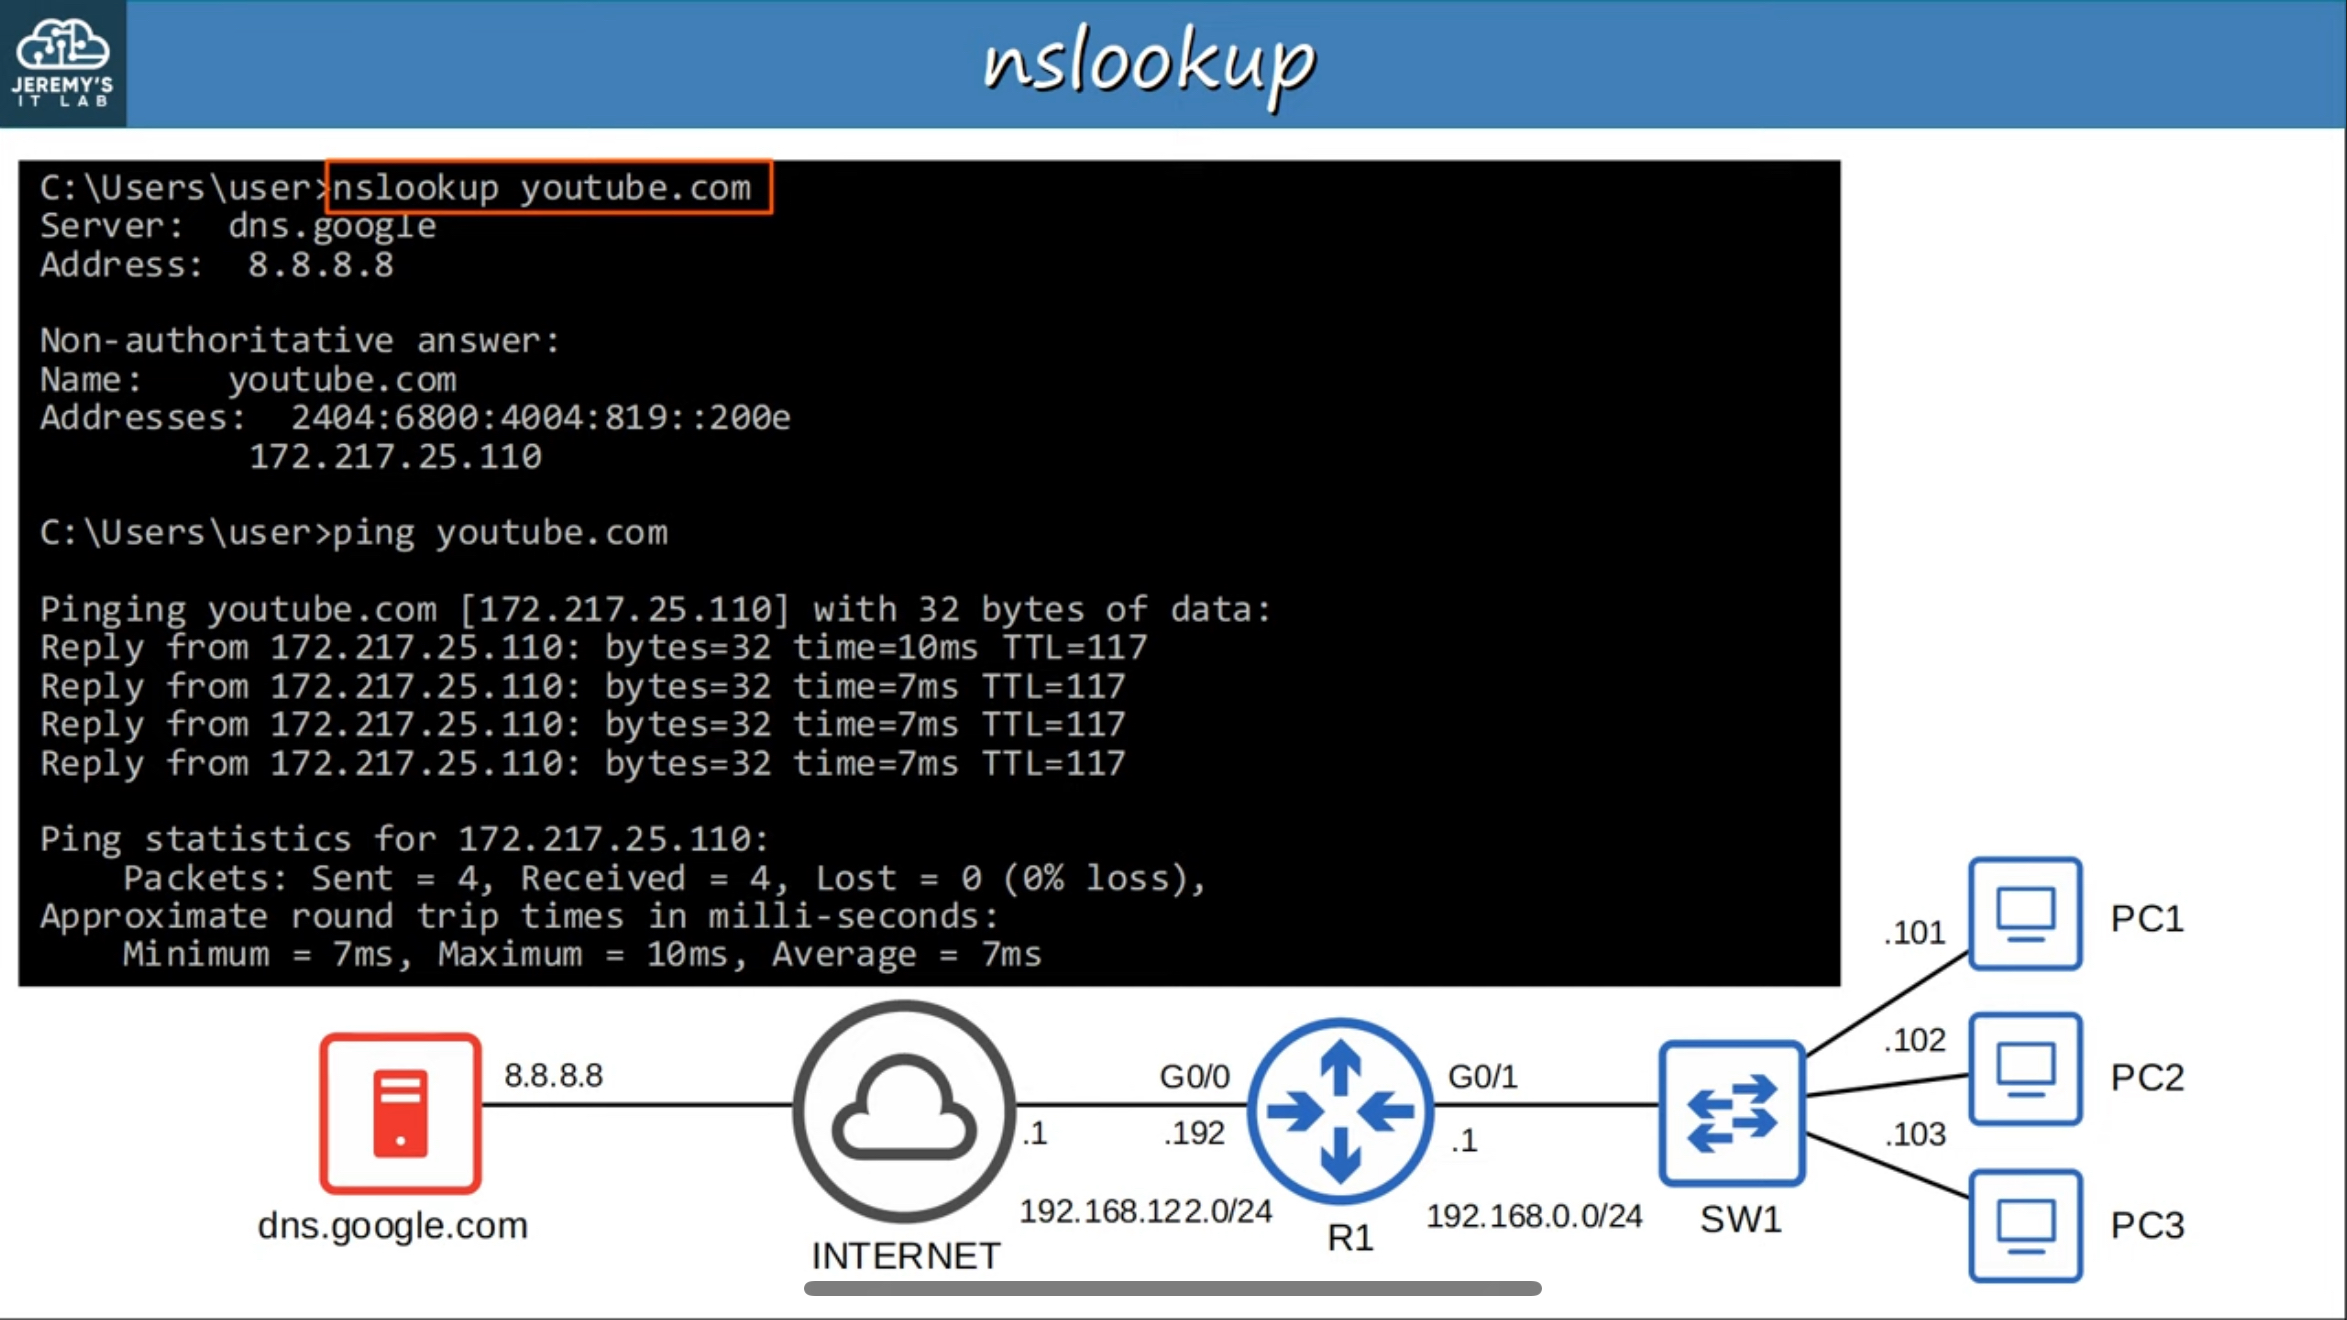 JEREMY'S
IT LAB
nslookup
C:\Users\user>nslookup youtube.com
Server:  dns.google
Address:  8.8.8.8
Non-authoritative answer:
Name:    youtube.com
Addresses:  2404:6800:4004:819::200e
172.217.25.110
C:\Users\user>ping youtube.com
Pinging youtube.com [172.217.25.110] with 32 bytes of data:
Reply from 172.217.25.110: bytes=32 time=10ms TTL=117
Reply from 172.217.25.110: bytes=32 time=7ms TTL=117
Reply from 172.217.25.110: bytes=32 time=7ms TTL=117
Reply from 172.217.25.110: bytes=32 time=7ms TTL=117
Ping statistics for 172.217.25.110:
Packets: Sent = 4, Received = 4, Lost = 0 (0% loss),
Approximate round trip times in milli-seconds:
Minimum = 7ms, Maximum = 10ms, Average = 7ms
.101
PC1
.102
PC2
.103
PC3
8.8.8.8
G0/0
G0/1
.1
.192
.1
192.168.122.0/24
192.168.0.0/24
dns.google.com
INTERNET
R1
SW1